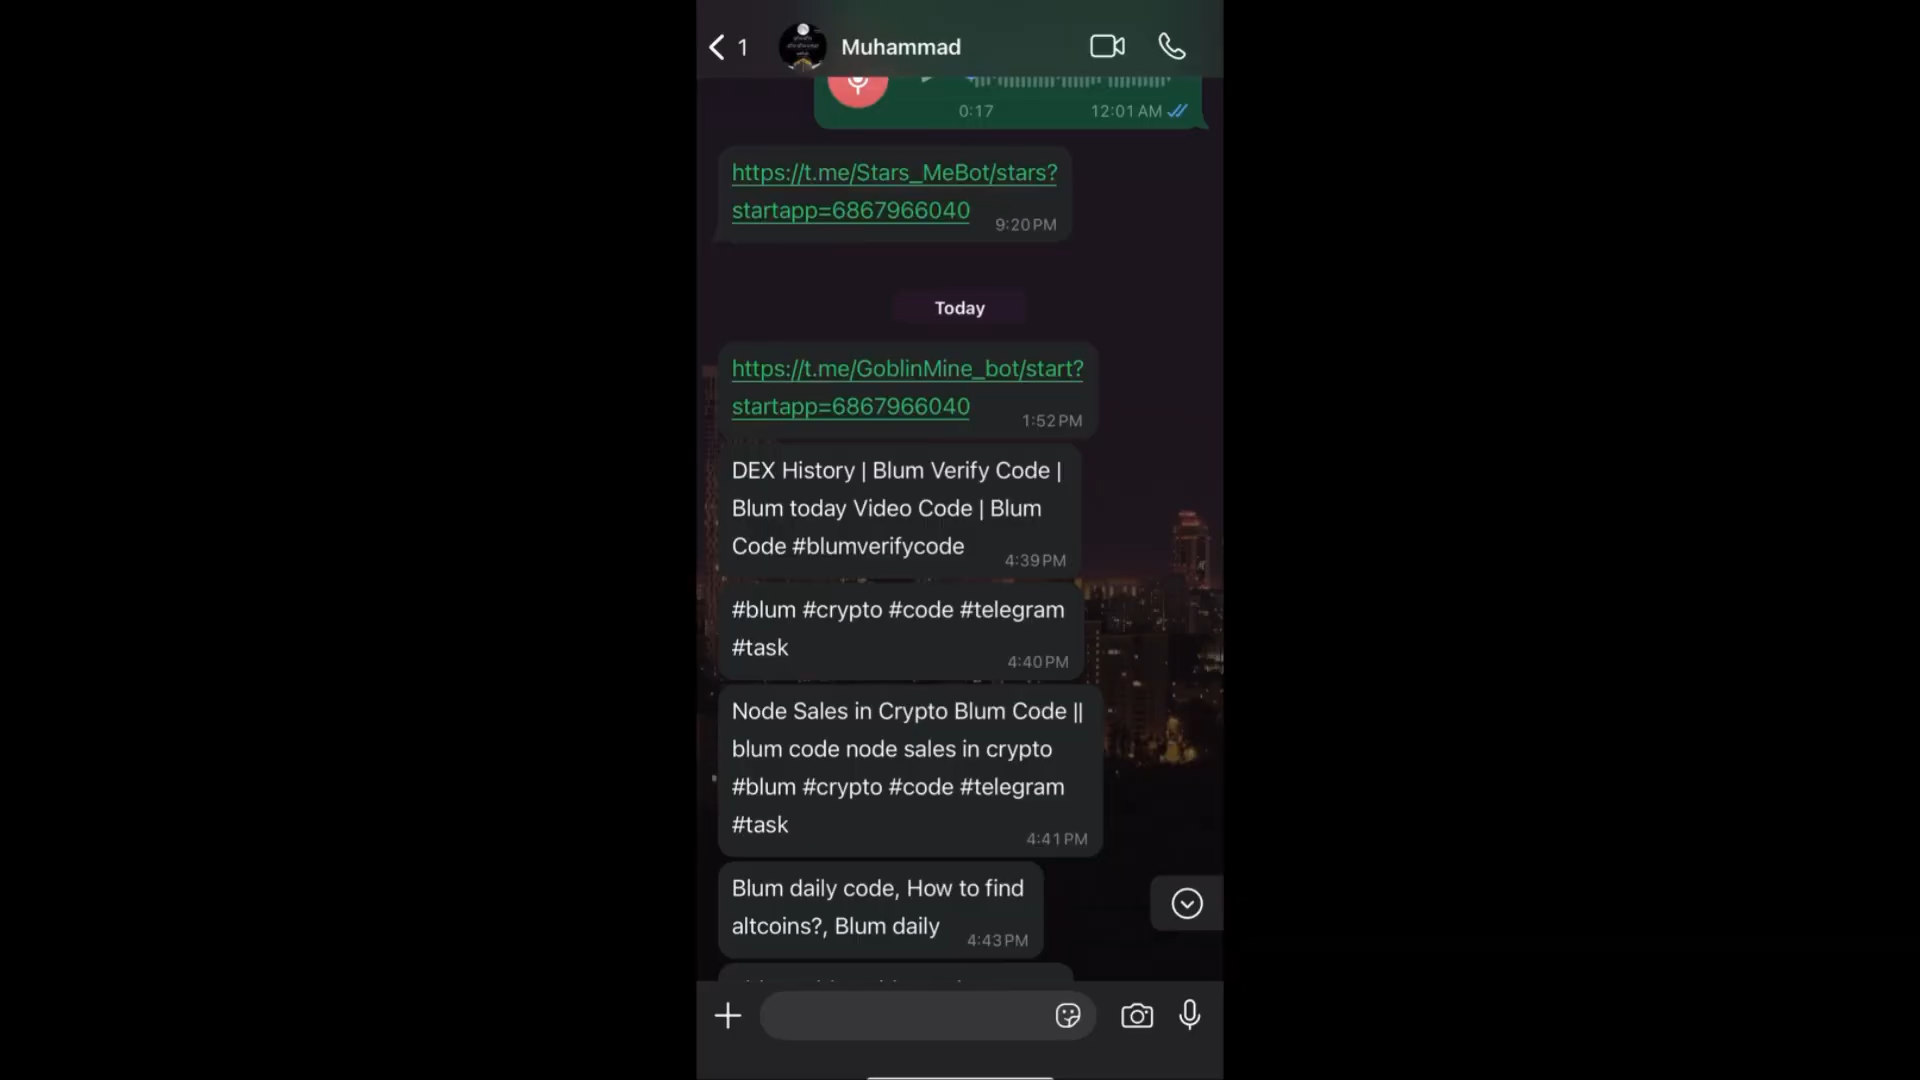 1
Muhammad
0:17
12:01 AM
https://t.me/Stars_MeBot/stars?
startapp=6867966040
9:20 PM
Today
https://t.me/GoblinMine_bot/start?
startapp=6867966040
1:52 PM
DEX History | Blum Verify Code |
Blum today Video Code | Blum
Code #blumverifycode
4:39 PM
#blum #crypto #code #telegram
#task
4:40 PM
Node Sales in Crypto Blum Code ||
blum code node sales in crypto
#blum #crypto #code #telegram
#task
4:41 PM
Blum daily code, How to find
altcoins?, Blum daily
4:43 PM